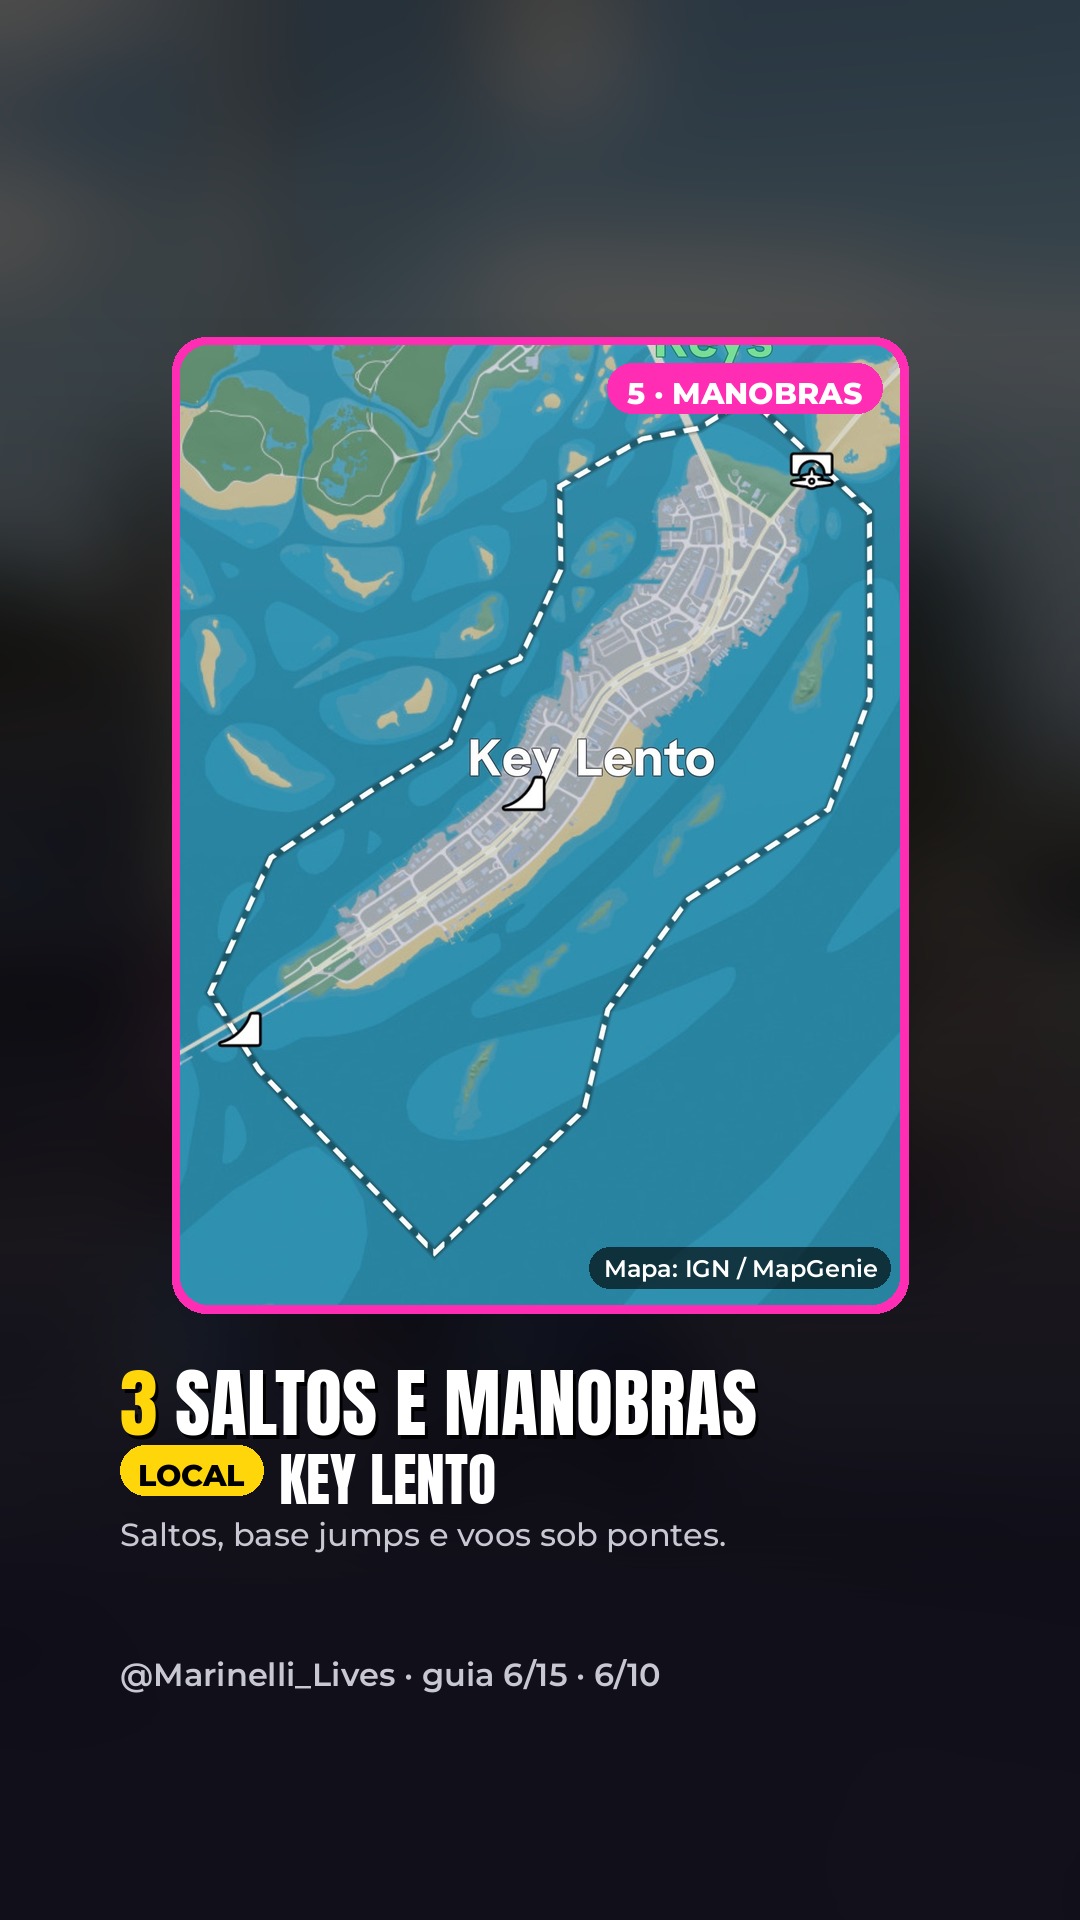 Keys
5 · MANOBRAS
Key Lento
Mapa: IGN / MapGenie
3 SALTOS E MANOBRAS
LOCAL KEY LENTO
Saltos, base jumps e voos sob pontes.
@Marinelli_Lives · guia 6/15 · 6/10